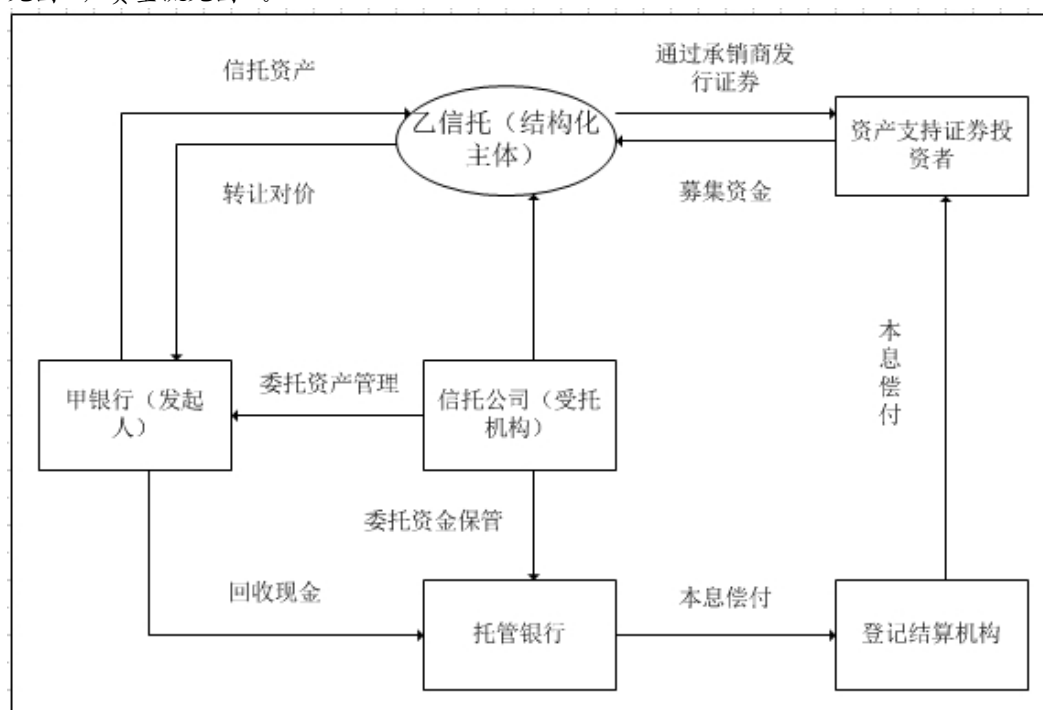 信托资产
通过承销商发
行证券
乙信托（结构化
主体）
资产支持证券投
资者
转让对价
募集资金
本
息
偿
付
委托资产管理
甲银行（发起
人）
信托公司（受托
机构）
委托资金保管
回收现金
本息偿付
托管银行
登记结算机构